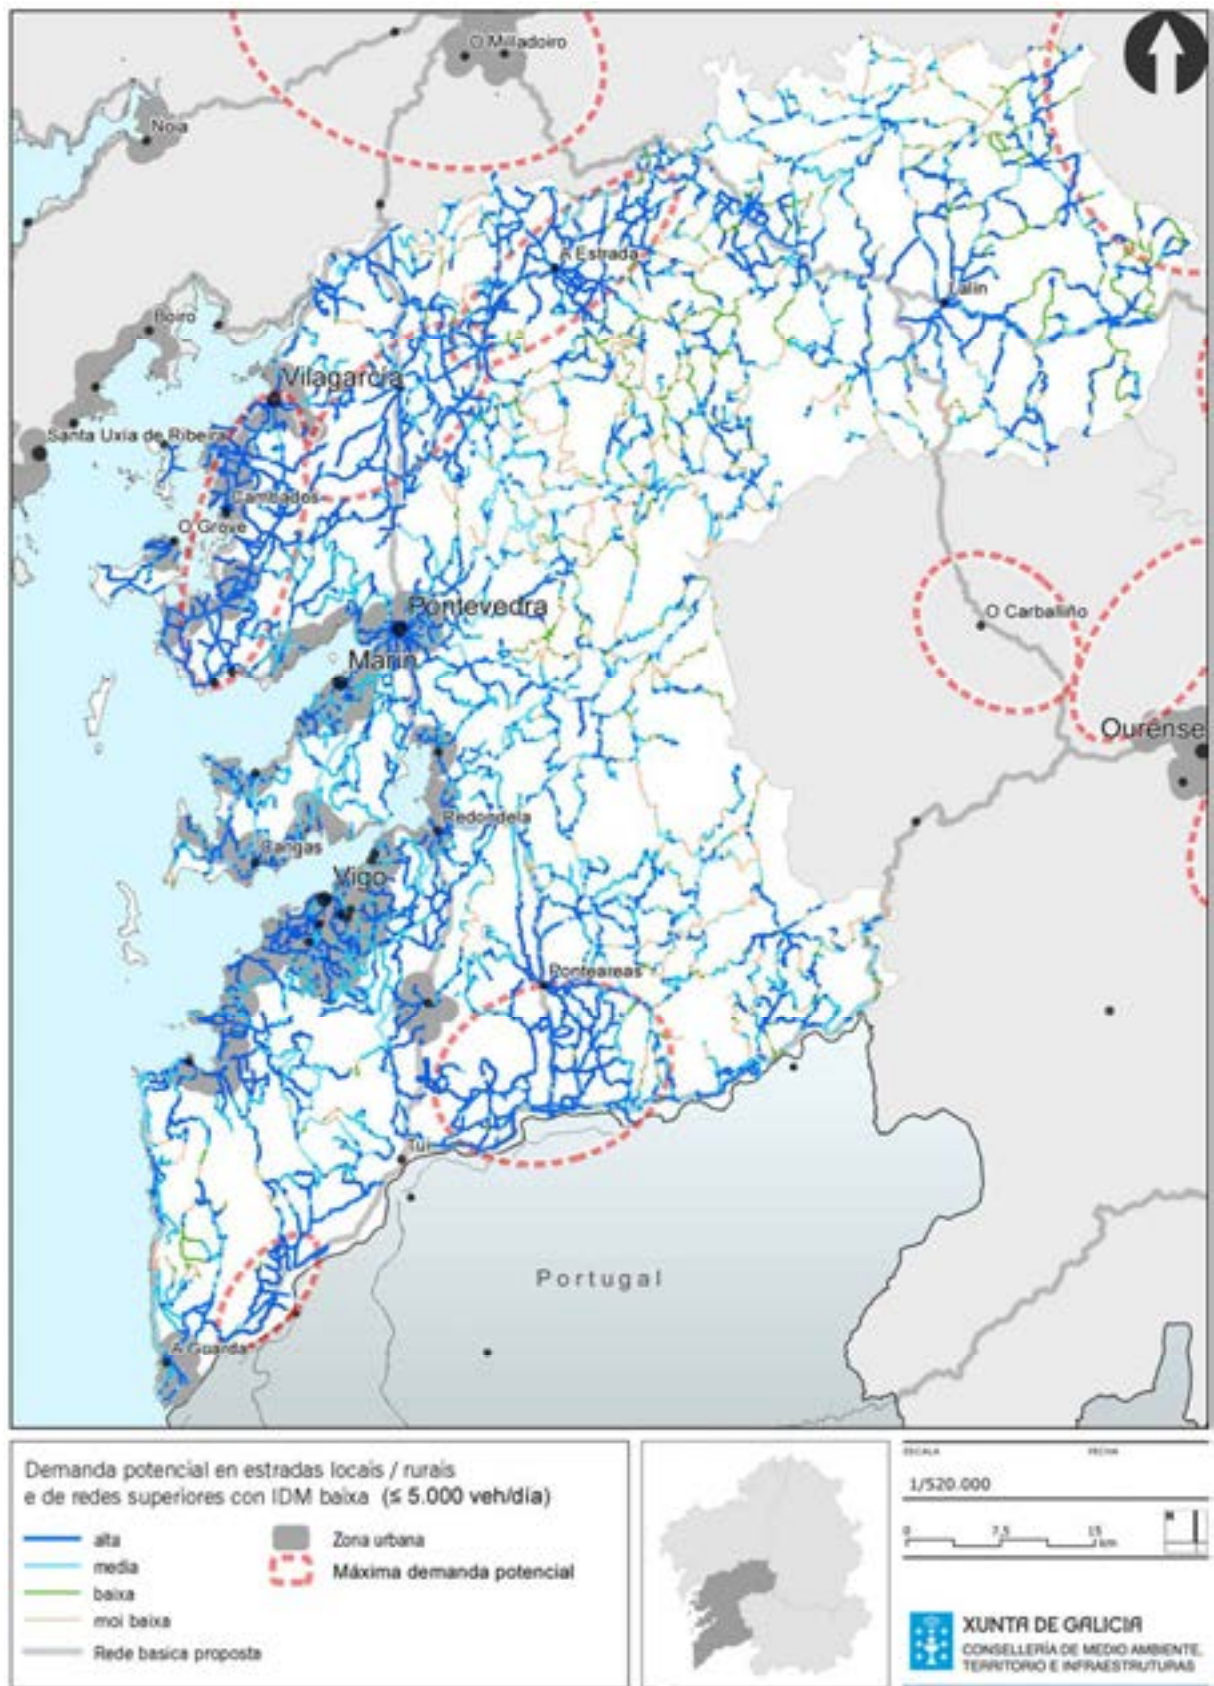 O Milladoiro
Noia
A Estrada
Lalín
Boiro
Vilagarcía
Santa Uxía de Ribeira
Cambados
O Grove
Pontevedra
O Carballiño
Marín
Ourense
Redondela
Cangas
Vigo
Ponteareas
Tui
Portugal
A Guarda
Demanda potencial en estradas locais / rurais
e de redes superiores con IDM baixa (≤ 5.000 veh/día)
alta
media
baixa
moi baixa
Rede basica proposta
Zona urbana
Máxima demanda potencial
ESCALA
FECHA
1/520.000
0 7,5 15
km
N
XUNTA DE GALICIA
CONSELLERÍA DE MEDIO AMBIENTE,
TERRITORIO E INFRAESTRUTURAS